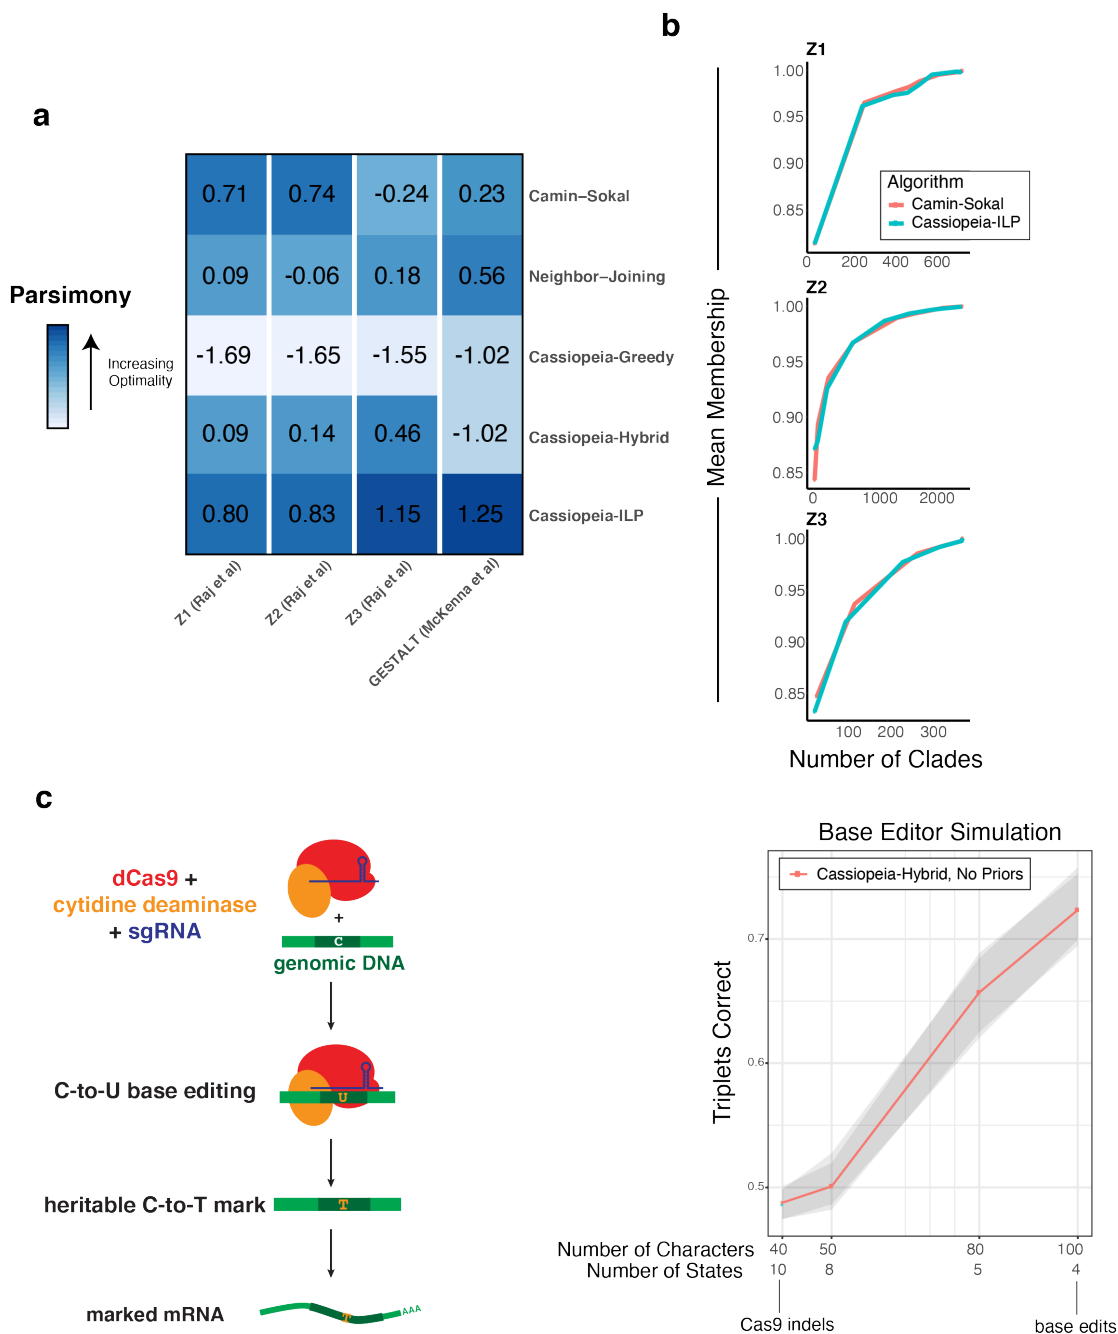 a
Parsimony
Increasing
Optimality
0.71 0.74 -0.24 0.23 Camin–Sokal
0.09 -0.06 0.18 0.56 Neighbor–Joining
-1.69 -1.65 -1.55 -1.02 Cassiopeia-Greedy
0.09 0.14 0.46 -1.02 Cassiopeia-Hybrid
0.80 0.83 1.15 1.25 Cassiopeia-ILP
Z1 (Raj et al)
Z2 (Raj et al)
Z3 (Raj et al)
GESTALT (McKenna et al)
b
Mean Membership
Z1
1.00
0.95
0.90
0.85
0 200 400 600
Algorithm
Camin-Sokal
Cassiopeia-ILP
Z2
1.00
0.95
0.90
0.85
0 1000 2000
Z3
1.00
0.95
0.90
0.85
100 200 300
Number of Clades
c
dCas9 +
cytidine deaminase
+ sgRNA
+
C
genomic DNA
C-to-U base editing
U
heritable C-to-T mark
T
marked mRNA
T
AAA
Base Editor Simulation
Cassiopeia-Hybrid, No Priors
Triplets Correct
0.7
0.6
0.5
Number of Characters 40 50 80 100
Number of States 10 8 5 4
Cas9 indels base edits